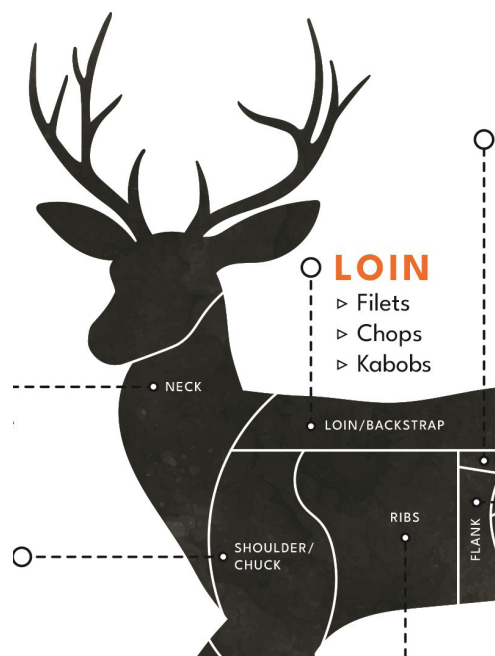 LOIN
▹ Filets
▹ Chops
▹ Kabobs
NECK
LOIN/BACKSTRAP
RIBS
FLANK
SHOULDER/
CHUCK